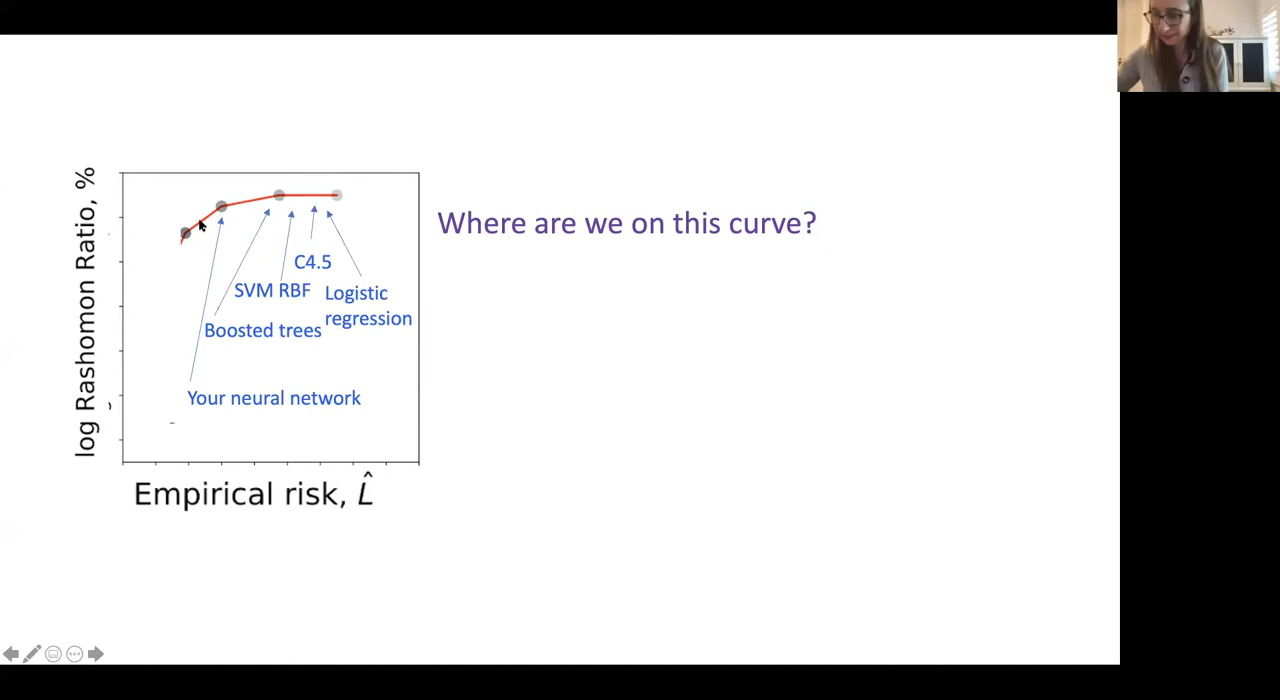 log Rashomon Ratio, %
Where are we on this curve?
C4.5
SVM RBF
Logistic
regression
Boosted trees
Your neural network
Empirical risk, L̂